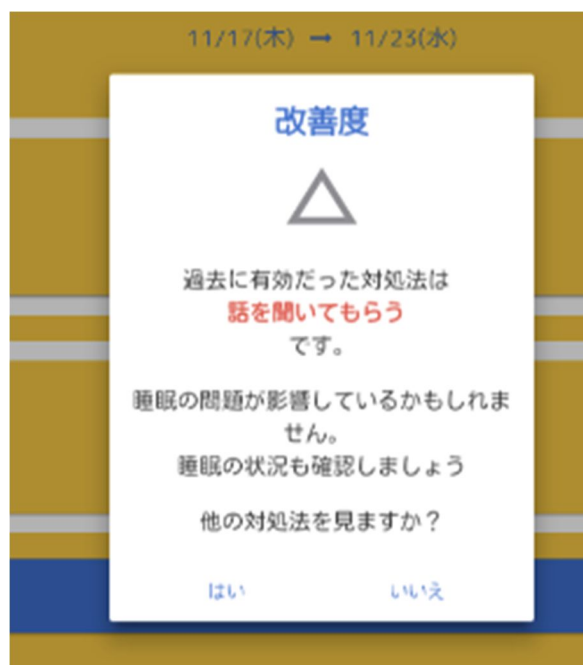 11/17(木) → 11/23(水)
改善度
過去に有効だった対処法は
話を聞いてもらう
です。
睡眠の問題が影響しているかもしれま
せん。
睡眠の状況も確認しましょう
他の対処法を見ますか？
はい いいえ